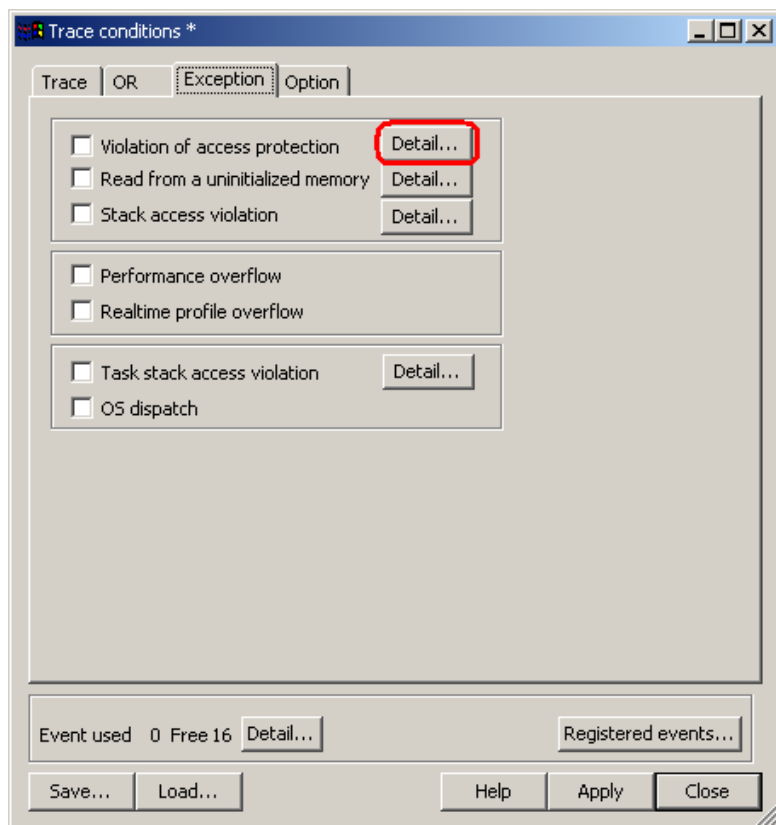 Trace conditions *
Trace OR Exception Option
Violation of access protection Detail...
Read from a uninitialized memory Detail...
Stack access violation Detail...
Performance overflow
Realtime profile overflow
Task stack access violation Detail...
OS dispatch
Event used 0 Free 16 Detail... Registered events...
Save... Load... Help Apply Close